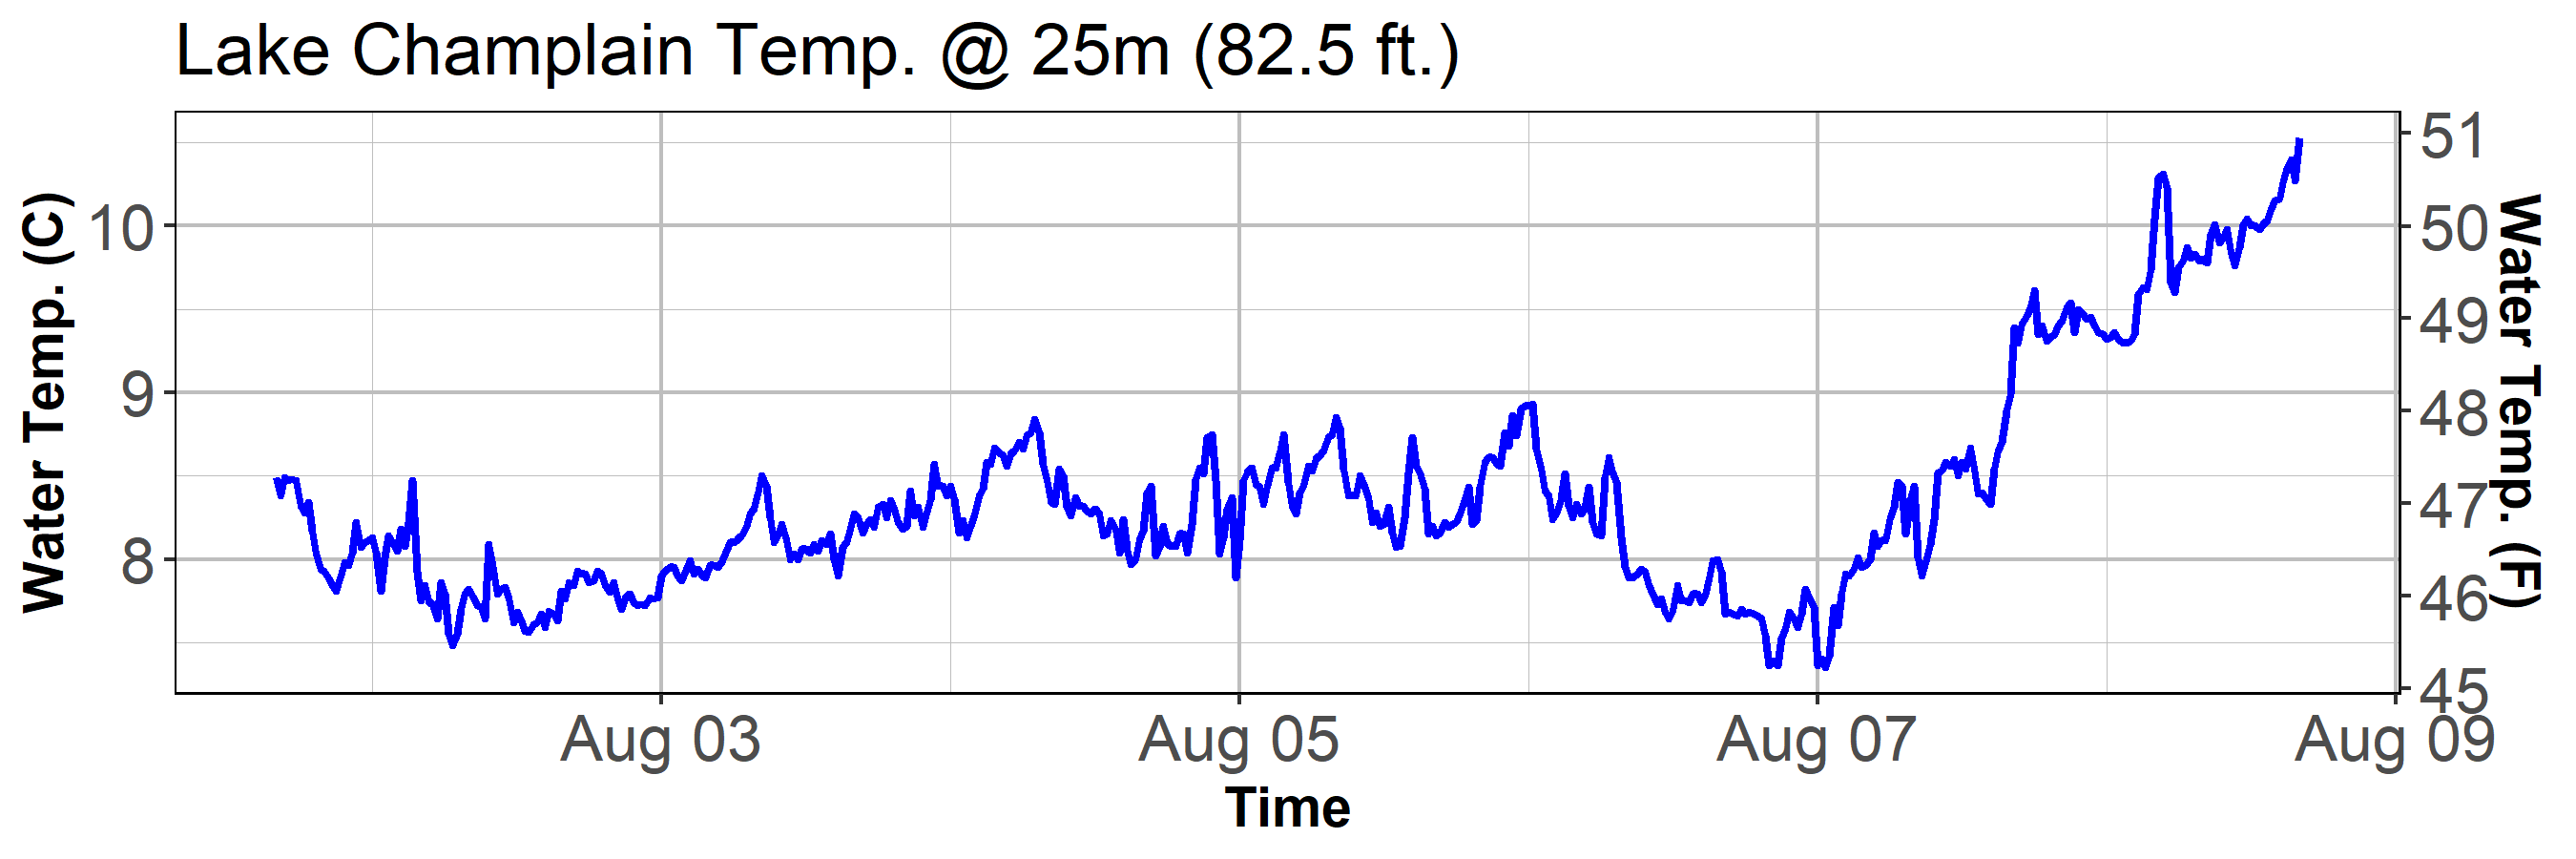 Lake Champlain Temp. @ 25m (82.5 ft.)
Water Temp. (C)
10
9
8
51
50
49
48
47
46
45
Water Temp. (F)
Aug 03 Aug 05 Aug 07 Aug 09
Time